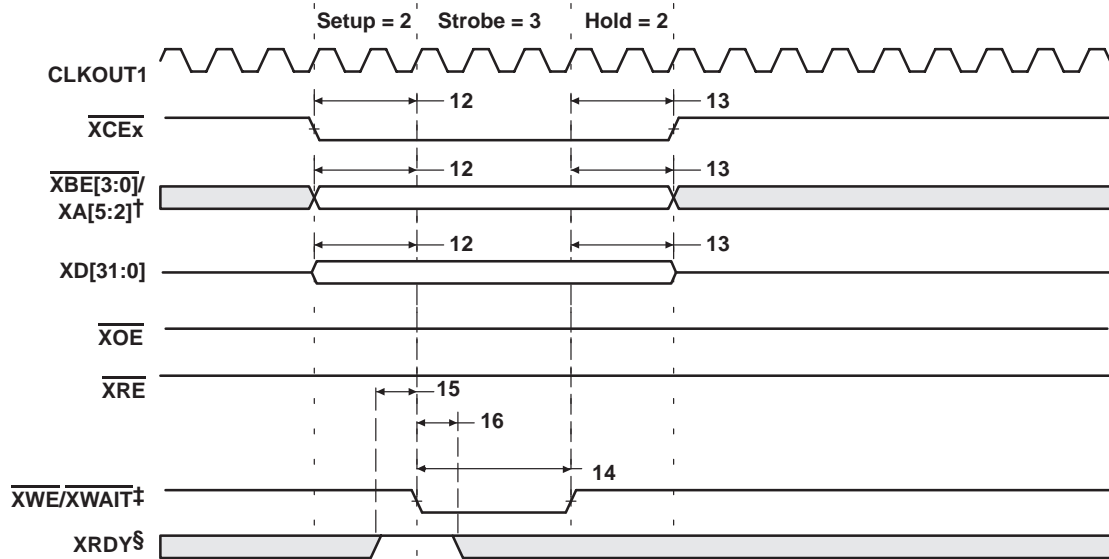 Setup = 2 Strobe = 3 Hold = 2
CLKOUT1
12 13
XCEx
12 13
XBE[3:0]/
XA[5:2]†
12 13
XD[31:0]
XOE
XRE
15
16
14
XWE/XWAIT‡
XRDY§